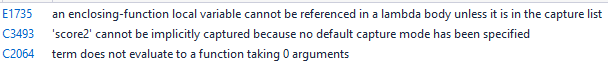 E1735 an enclosing-function local variable cannot be referenced in a lambda body unless it is in the capture list
C3493 'score2' cannot be implicitly captured because no default capture mode has been specified
C2064 term does not evaluate to a function taking 0 arguments